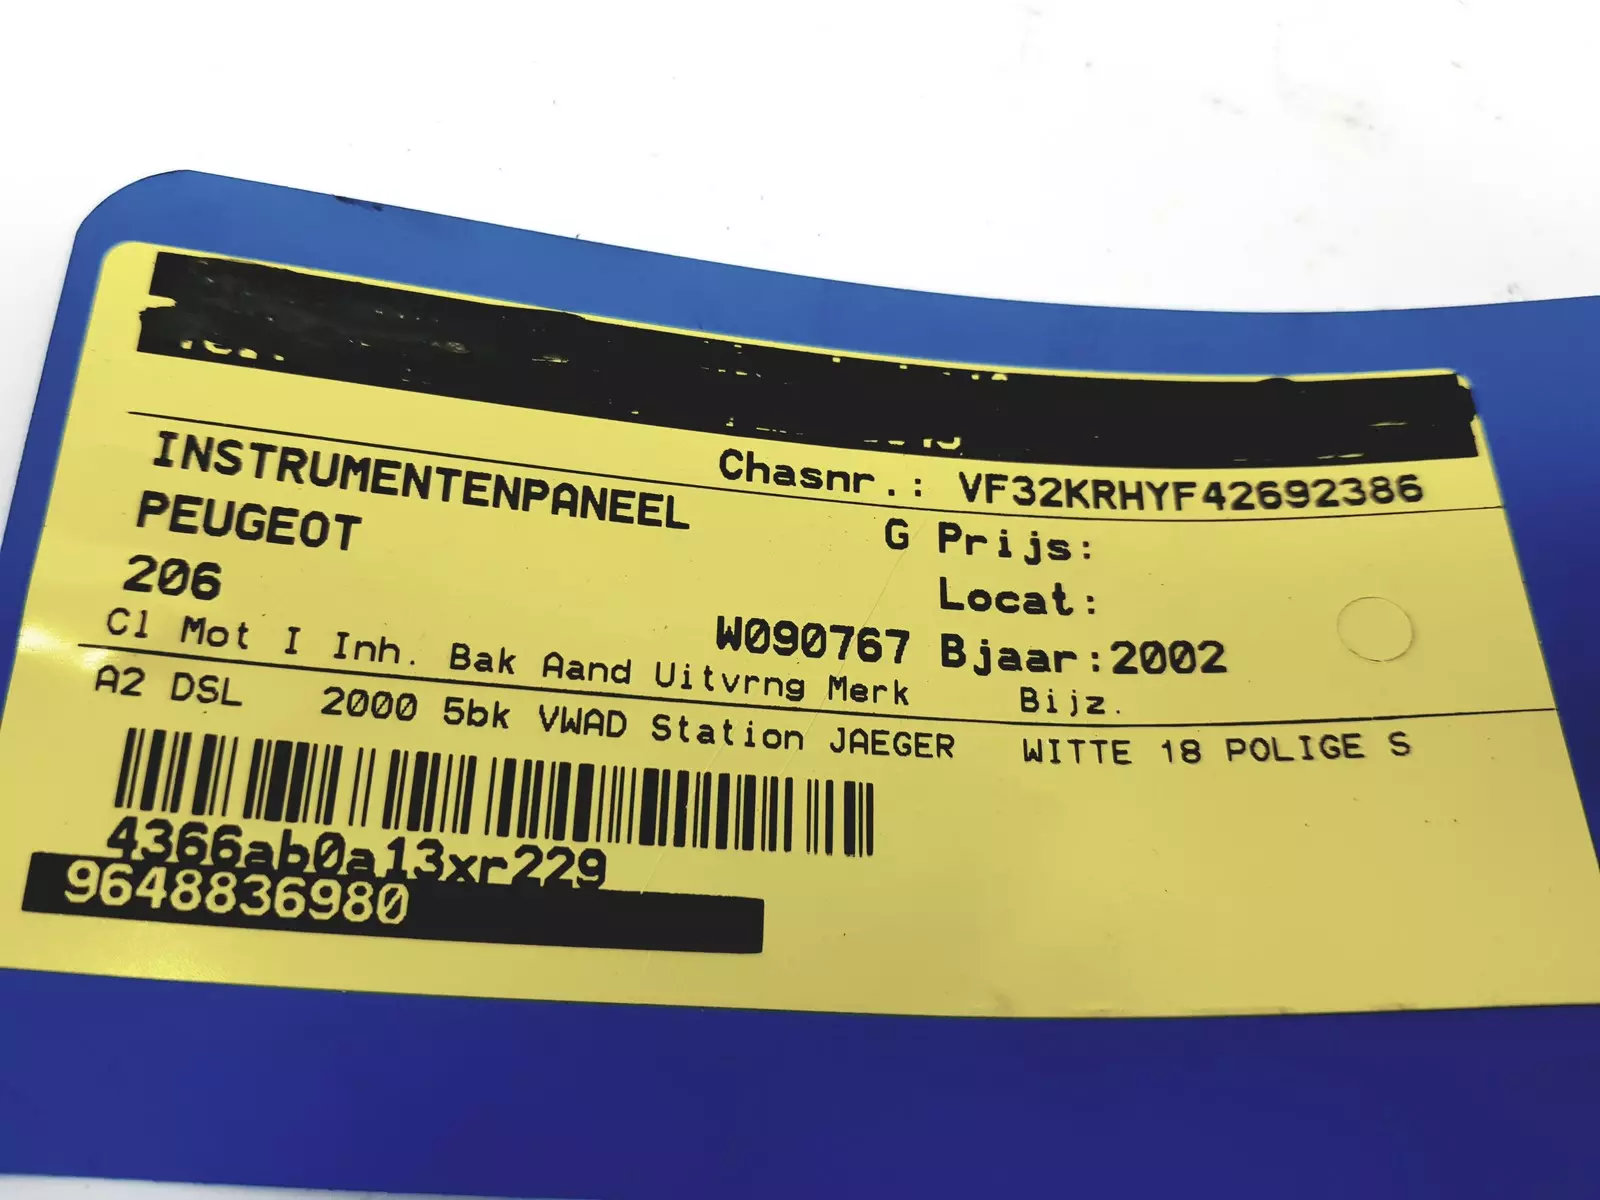 Chasnr.: VF32KRHYF42692386
INSTRUMENTENPANEEL
PEUGEOT G Prijs:
206 Locat:
W090767 Bjaar:2002
Cl Mot I Inh. Bak Aand Uitvrng Merk Bijz.
A2 DSL 2000 5bk VWAD Station JAEGER WITTE 18 POLIGE S
4366ab0a13xr229
9648836980